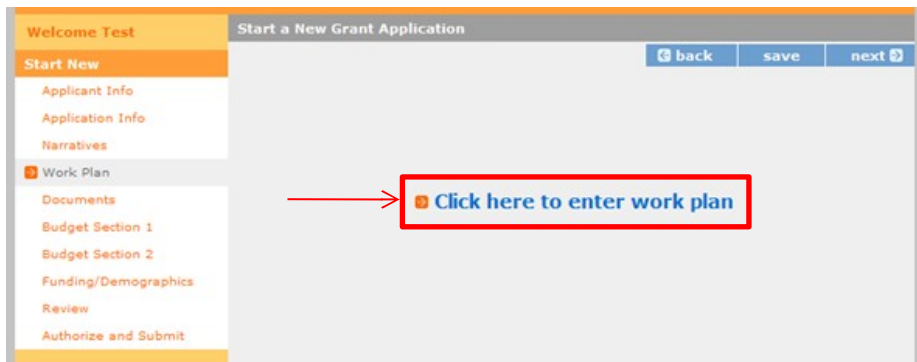 Welcome Test
Start a New Grant Application
back
save
next
Start New
Applicant Info
Application Info
Narratives
Work Plan
Documents
Budget Section 1
Budget Section 2
Funding/Demographics
Review
Authorize and Submit
Click here to enter work plan